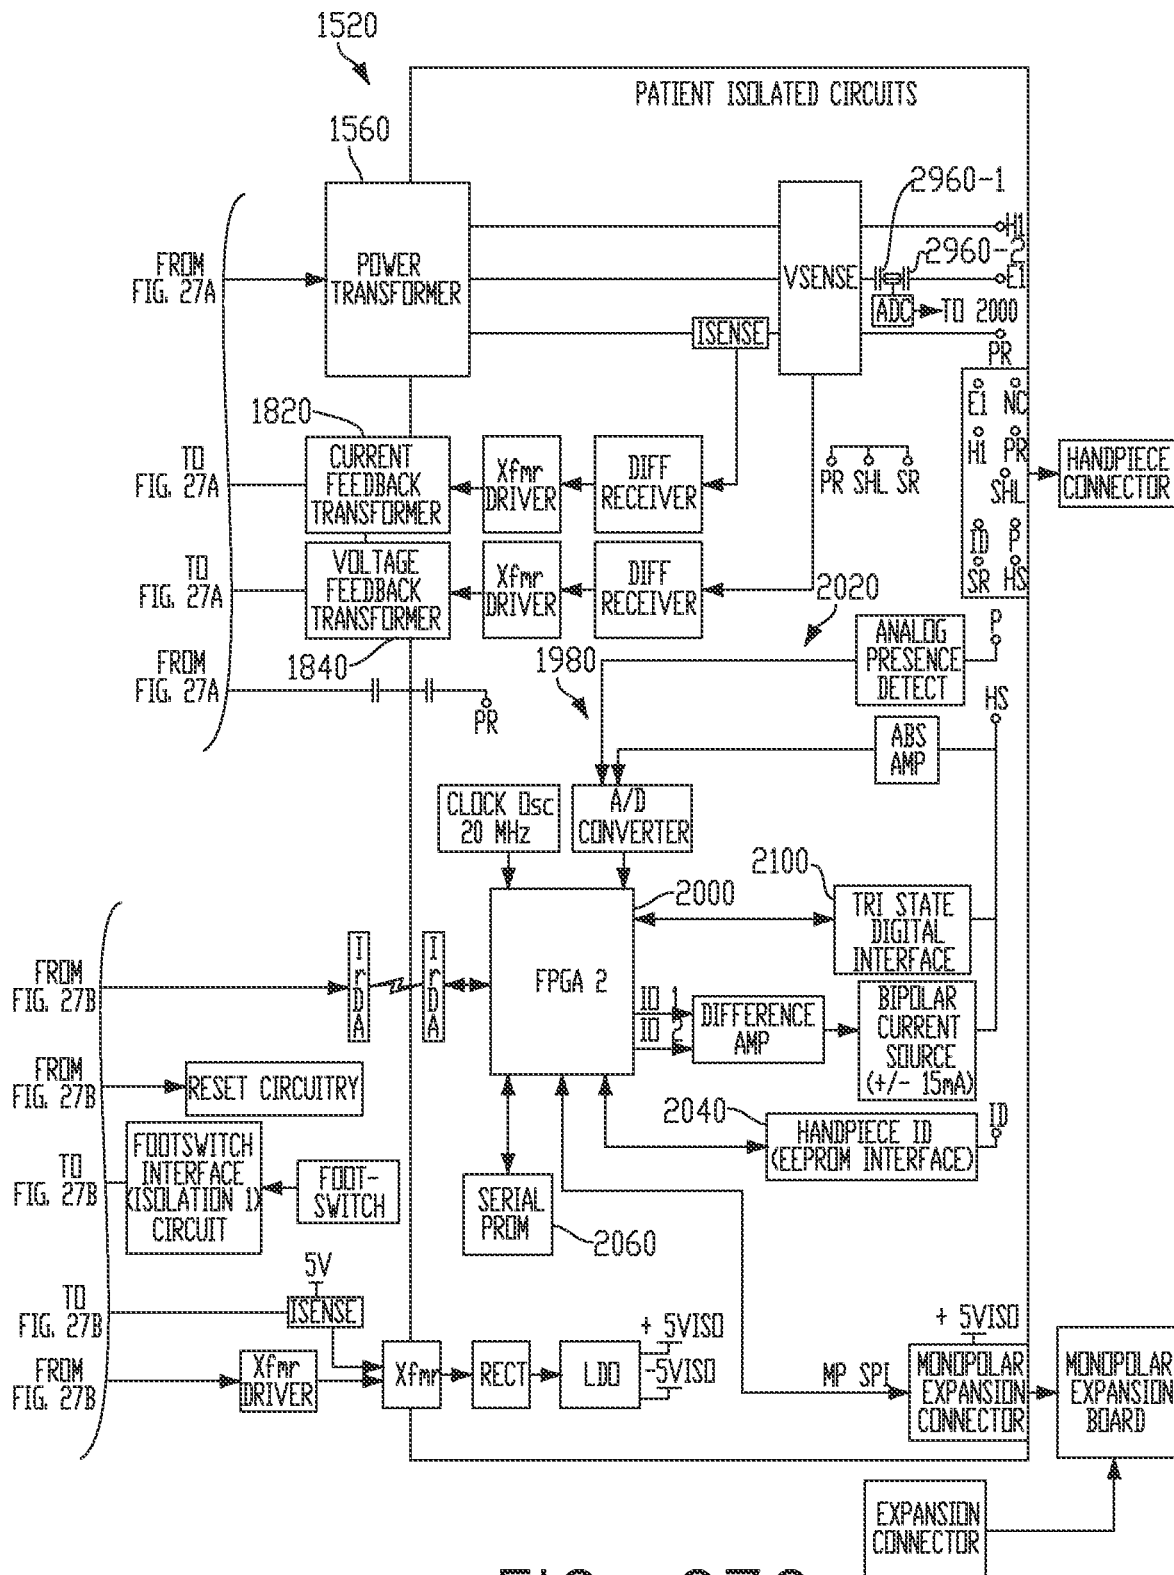 1520
PATIENT ISOLATED CIRCUITS
1560
2960-1
H1
2960-2
E1
FROM
FIG. 27A
POWER
TRANSFORMER
VSENSE
ADC
TO 2000
ISENSE
PR
E1 NC
H1 PR
SHL
ID P
SR HS
HANDPIECE
CONNECTOR
1820
TO
FIG. 27A
CURRENT
FEEDBACK
TRANSFORMER
Xfmr
DRIVER
DIFF
RECEIVER
PR SHL SR
TO
FIG. 27A
VOLTAGE
FEEDBACK
TRANSFORMER
Xfmr
DRIVER
DIFF
RECEIVER
2020
1840
1980
ANALOG
PRESENCE
DETECT
P
FROM
FIG. 27A
PR
HS
ABS
AMP
CLOCK Osc
20 MHz
A/D
CONVERTER
2000
2100
TRI STATE
DIGITAL
INTERFACE
FROM
FIG. 27B
IrDA
IrDA
FPGA 2
IO 1
IO 2
DIFFERENCE
AMP
BIPOLAR
CURRENT
SOURCE
(+/- 15mA)
FROM
FIG. 27B
RESET CIRCUITRY
2040
HANDPIECE ID
(EEPROM INTERFACE)
ID
TO
FIG. 27B
FOOTSWITCH
INTERFACE
(ISOLATION 1)
CIRCUIT
FOOT-
SWITCH
SERIAL
PROM
2060
TO
FIG. 27B
5V
ISENSE
FROM
FIG. 27B
Xfmr
DRIVER
Xfmr
RECT
LDO
+ 5VISO
-5VISO
MP SPI
+ 5VISO
MONOPOLAR
EXPANSION
CONNECTOR
MONOPOLAR
EXPANSION
BOARD
EXPANSION
CONNECTOR